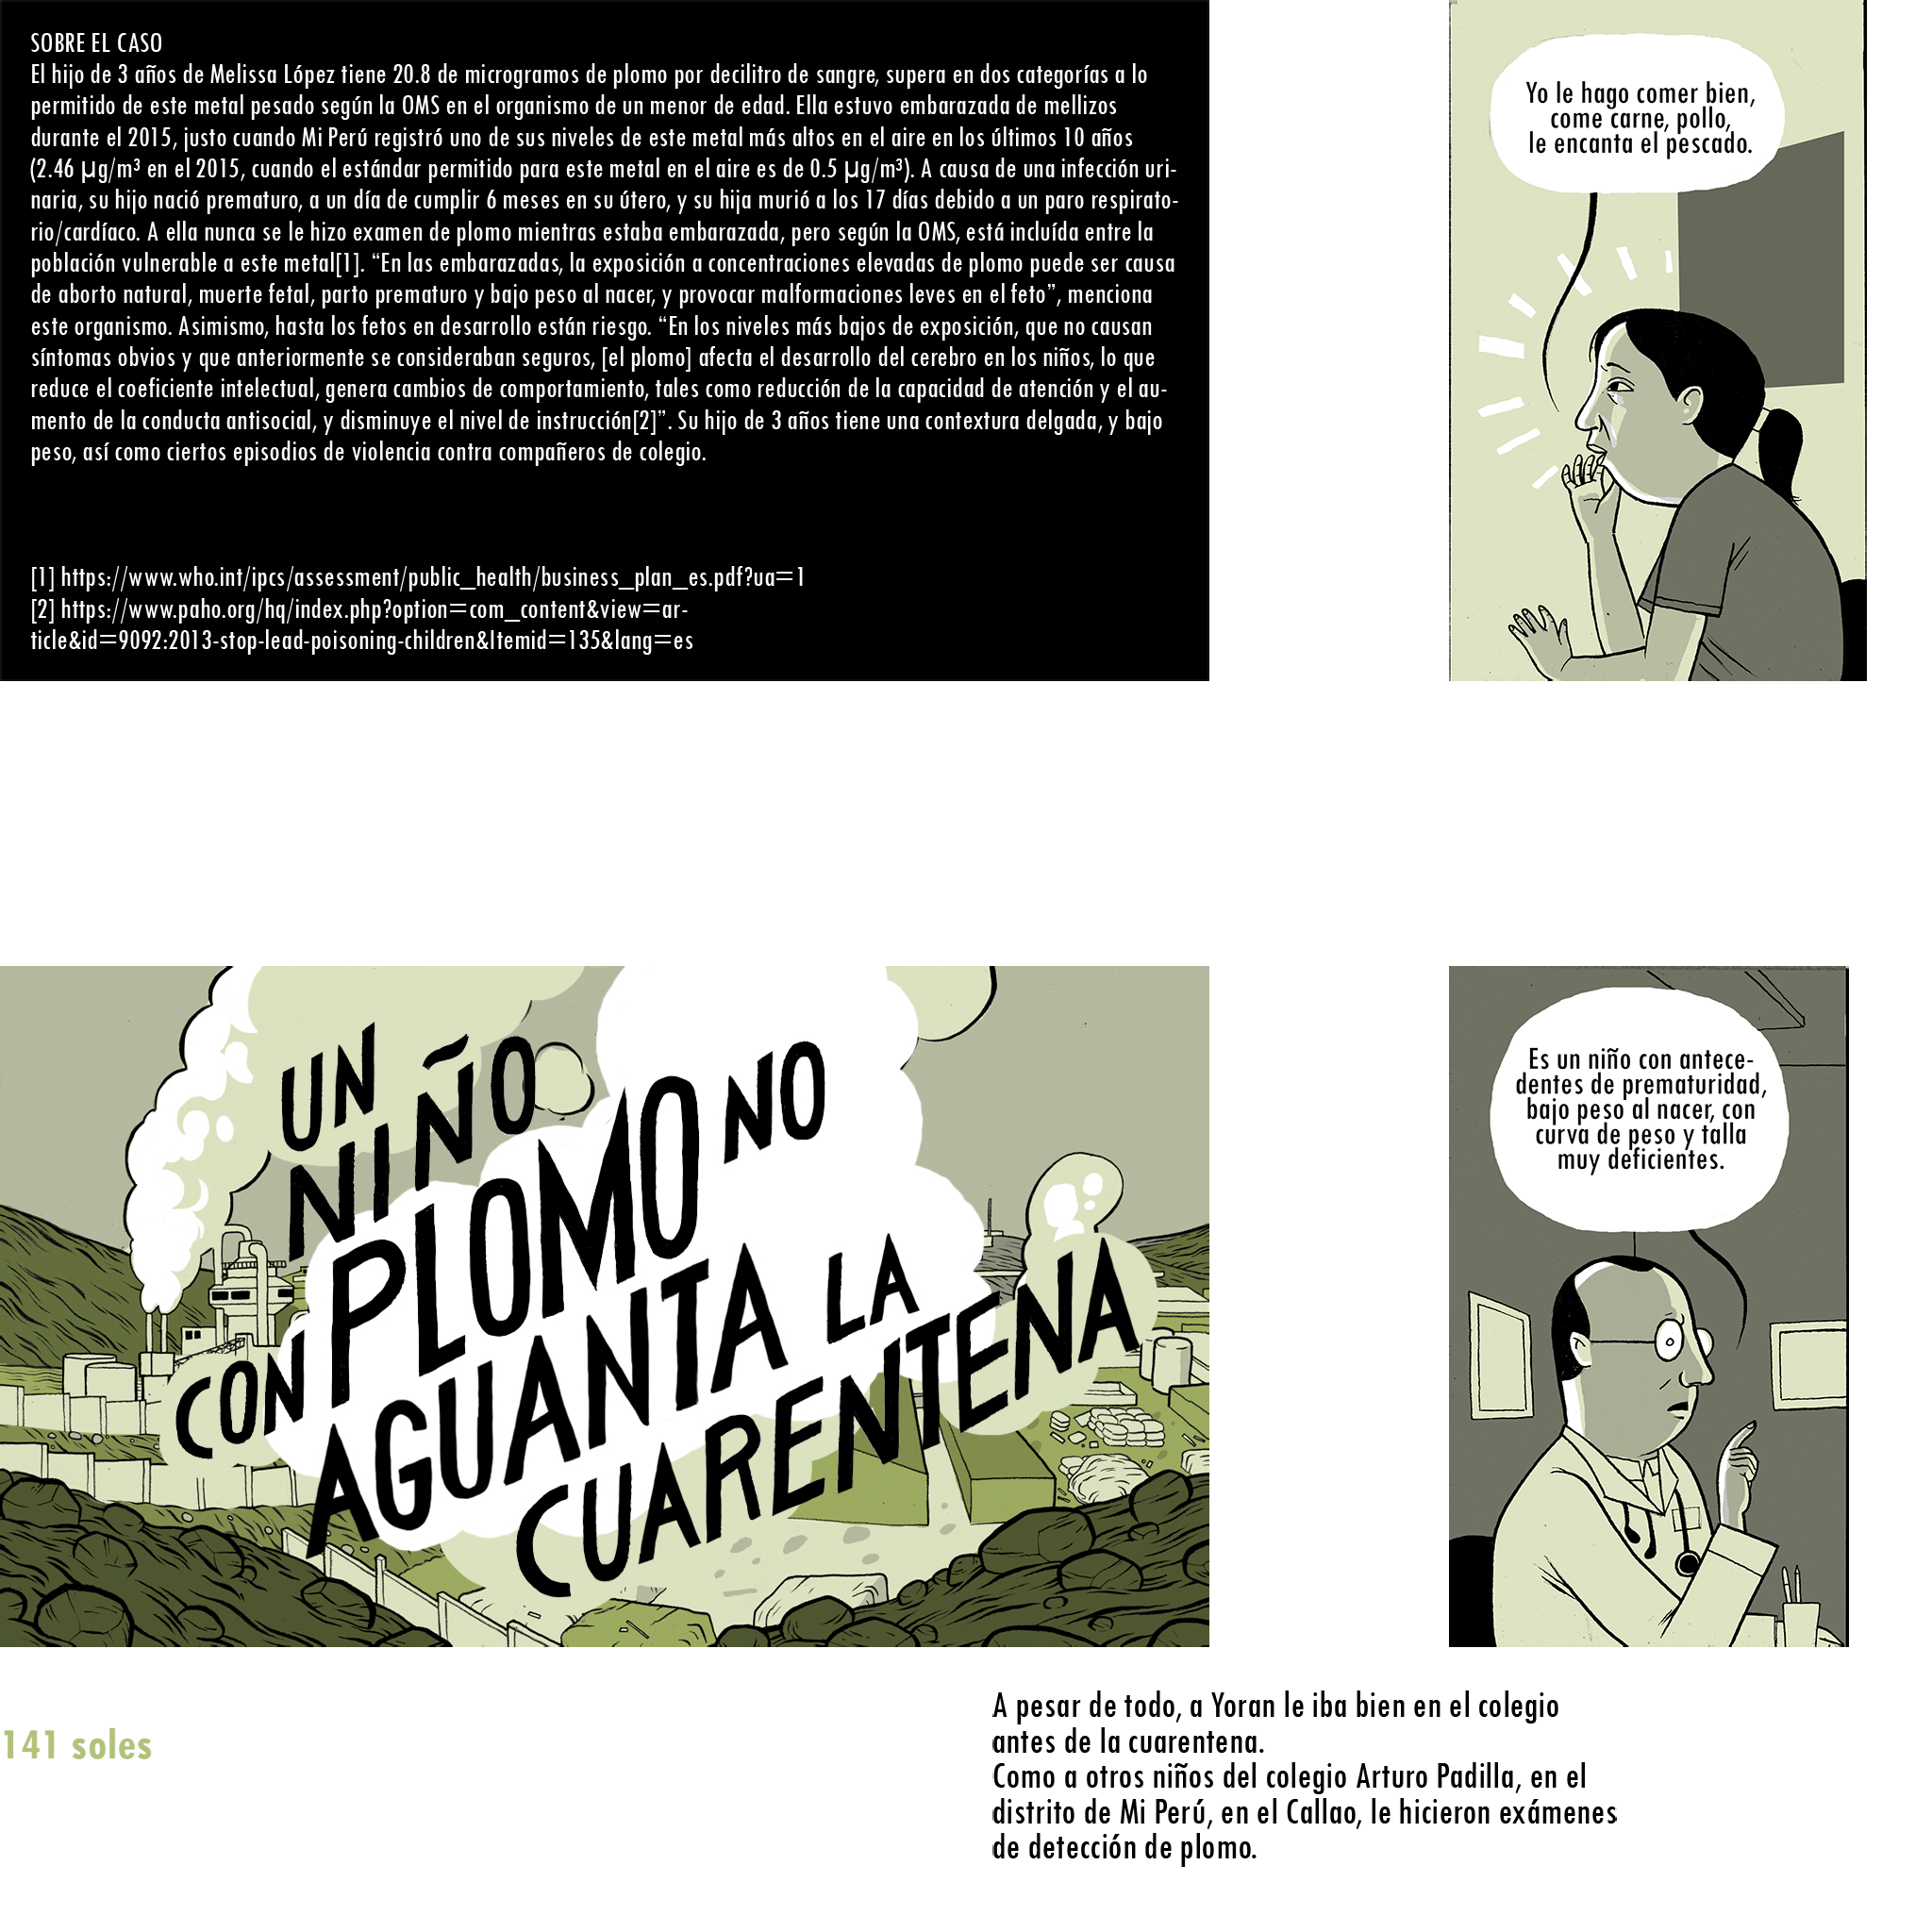 SOBRE EL CASO
El hijo de 3 años de Melissa López tiene 20.8 de microgramos de plomo por decilitro de sangre, supera en dos categorías a lo
permitido de este metal pesado según la OMS en el organismo de un menor de edad. Ella estuvo embarazada de mellizos
durante el 2015, justo cuando Mi Perú registró uno de sus niveles de este metal más altos en el aire en los últimos 10 años
(2.46 µg/m³ en el 2015, cuando el estándar permitido para este metal en el aire es de 0.5 µg/m³). A causa de una infección uri-
naria, su hijo nació prematuro, a un día de cumplir 6 meses en su útero, y su hija murió a los 17 días debido a un paro respirato-
rio/cardíaco. A ella nunca se le hizo examen de plomo mientras estaba embarazada, pero según la OMS, está incluída entre la
población vulnerable a este metal[1]. “En las embarazadas, la exposición a concentraciones elevadas de plomo puede ser causa
de aborto natural, muerte fetal, parto prematuro y bajo peso al nacer, y provocar malformaciones leves en el feto”, menciona
este organismo. Asimismo, hasta los fetos en desarrollo están riesgo. “En los niveles más bajos de exposición, que no causan
síntomas obvios y que anteriormente se consideraban seguros, [el plomo] afecta el desarrollo del cerebro en los niños, lo que
reduce el coeficiente intelectual, genera cambios de comportamiento, tales como reducción de la capacidad de atención y el au-
mento de la conducta antisocial, y disminuye el nivel de instrucción[2]”. Su hijo de 3 años tiene una contextura delgada, y bajo
peso, así como ciertos episodios de violencia contra compañeros de colegio.
[1] https://www.who.int/ipcs/assessment/public_health/business_plan_es.pdf?ua=1
[2] https://www.paho.org/hq/index.php?option=com_content&view=ar-
ticle&id=9092:2013-stop-lead-poisoning-children&Itemid=135&lang=es
Yo le hago comer bien,
come carne, pollo,
le encanta el pescado.
UN
NIÑO
CON PLOMO NO
AGUANTA LA
CUARENTENA
Es un niño con antece-
dentes de prematuridad,
bajo peso al nacer, con
curva de peso y talla
muy deficientes.
141 soles
A pesar de todo, a Yoran le iba bien en el colegio
antes de la cuarentena.
Como a otros niños del colegio Arturo Padilla, en el
distrito de Mi Perú, en el Callao, le hicieron exámenes
de detección de plomo.